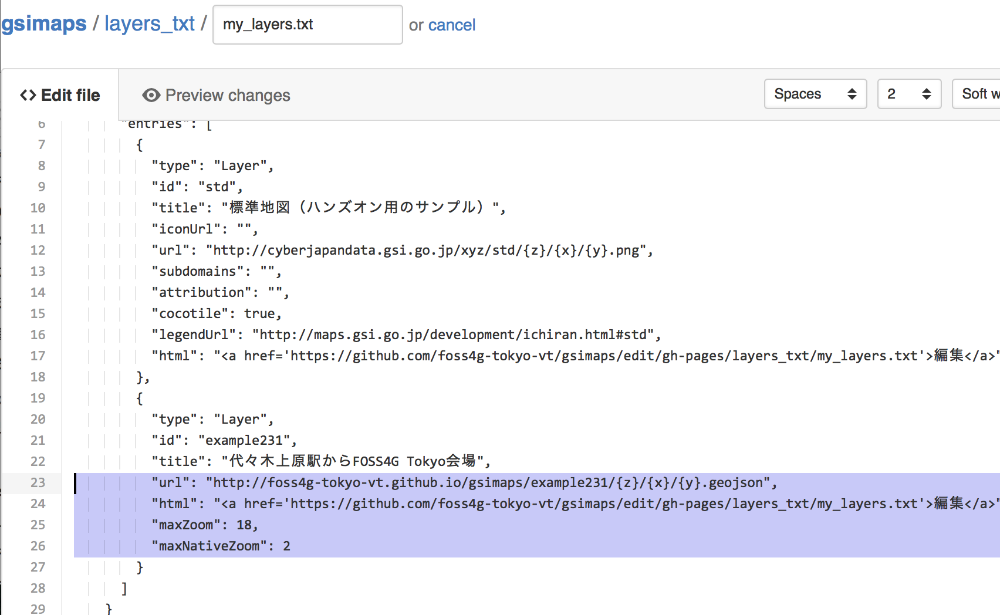 gsimaps / layers_txt / my_layers.txt or cancel
<> Edit file Preview changes Spaces 2 Soft w
6 "entries": [
7 {
8 "type": "Layer",
9 "id": "std",
10 "title": "標準地図（ハンズオン用のサンプル）",
11 "iconUrl": "",
12 "url": "http://cyberjapandata.gsi.go.jp/xyz/std/{z}/{x}/{y}.png",
13 "subdomains": "",
14 "attribution": "",
15 "cocotile": true,
16 "legendUrl": "http://maps.gsi.go.jp/development/ichiran.html#std",
17 "html": "<a href='https://github.com/foss4g-tokyo-vt/gsimaps/edit/gh-pages/layers_txt/my_layers.txt'>編集</a>"
18 },
19 {
20 "type": "Layer",
21 "id": "example231",
22 "title": "代々木上原駅からFOSS4G Tokyo会場",
23 "url": "http://foss4g-tokyo-vt.github.io/gsimaps/example231/{z}/{x}/{y}.geojson",
24 "html": "<a href='https://github.com/foss4g-tokyo-vt/gsimaps/edit/gh-pages/layers_txt/my_layers.txt'>編集</a>"
25 "maxZoom": 18,
26 "maxNativeZoom": 2
27 }
28 ]
29 }